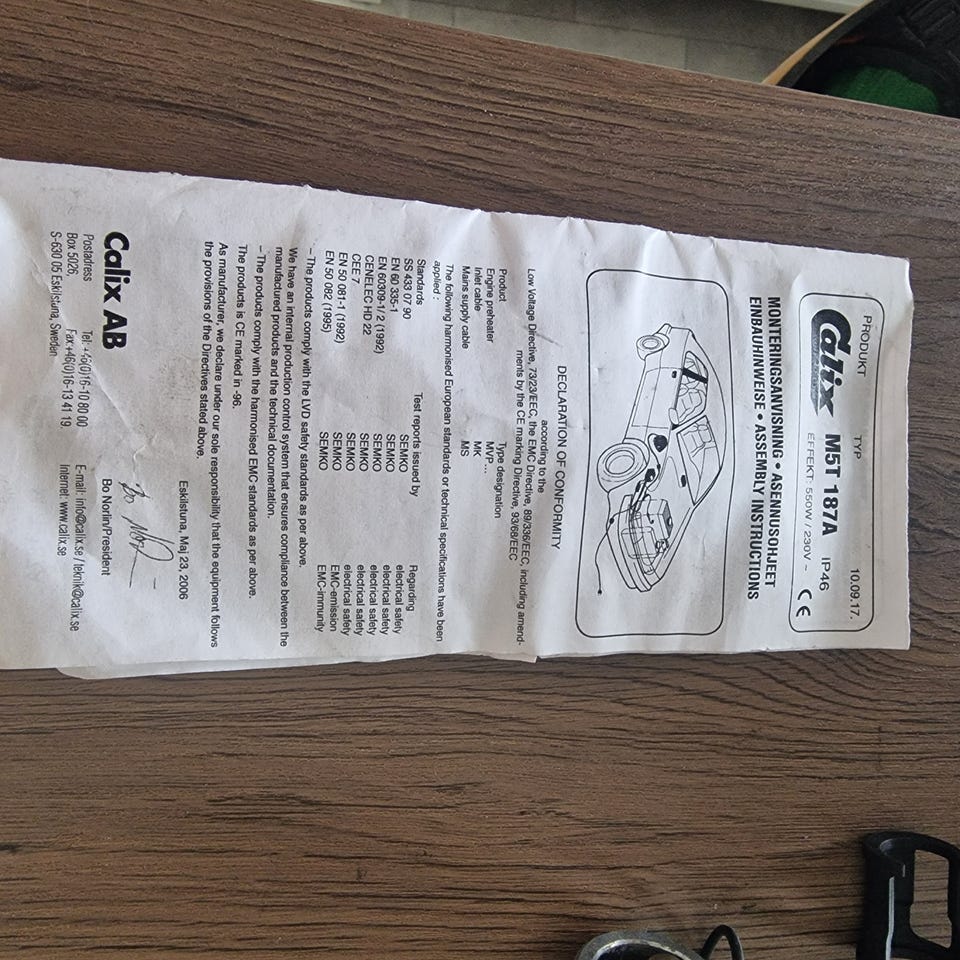 PRODUKT TYP 10.09.17.
Calix M5T 187A IP46 CE
EFFEKT: 550W / 230V ~
MONTERINGSANVISNING • ASENNUSOHJEET
EINBAUHINWEISE • ASSEMBLY INSTRUCTIONS
DECLARATION OF CONFORMITY
according to the
Low Voltage Directive, 73/23/EEC, the EMC Directive, 89/336/EEC, including amend-
ments by the CE marking Directive, 93/68/EEC
Product Type designation
Engine preheater MVP...
Inlet cable MK
Mains supply cable MS
The following harmonised European standards or technical specifications have been
applied :
Standards Test reports issued by Regarding
SS 433 07 90 SEMKO electrical safety
EN 60 335-1 SEMKO electrical safety
EN 60309-1/2 (1992) SEMKO electrical safety
CENELEC HD 22 SEMKO electrical safety
CEE 7 SEMKO electrical safety
EN 50 081-1 (1992) SEMKO EMC-emission
EN 50 082 (1995) SEMKO EMC-immunity
– The products comply with the LVD safety standards as per above.
We have an internal production control system that ensures compliance between the
manufactured products and the technical documentation.
– The products comply with the harmonised EMC standards as per above.
The products is CE marked in -96.
As manufacturer, we declare under our sole responsibility that the equipment follows
the provisions of the Directives stated above.
Eskilstuna, Maj 23, 2006
Calix AB Bo Norlin/President
Postadress Tel: +46(0)16-10 80 00 E-mail: info@calix.se / teknik@calix.se
Box 5026, Fax +46(0)16-13 41 19 Internet: www.calix.se
S-630 05 Eskilstuna, Sweden